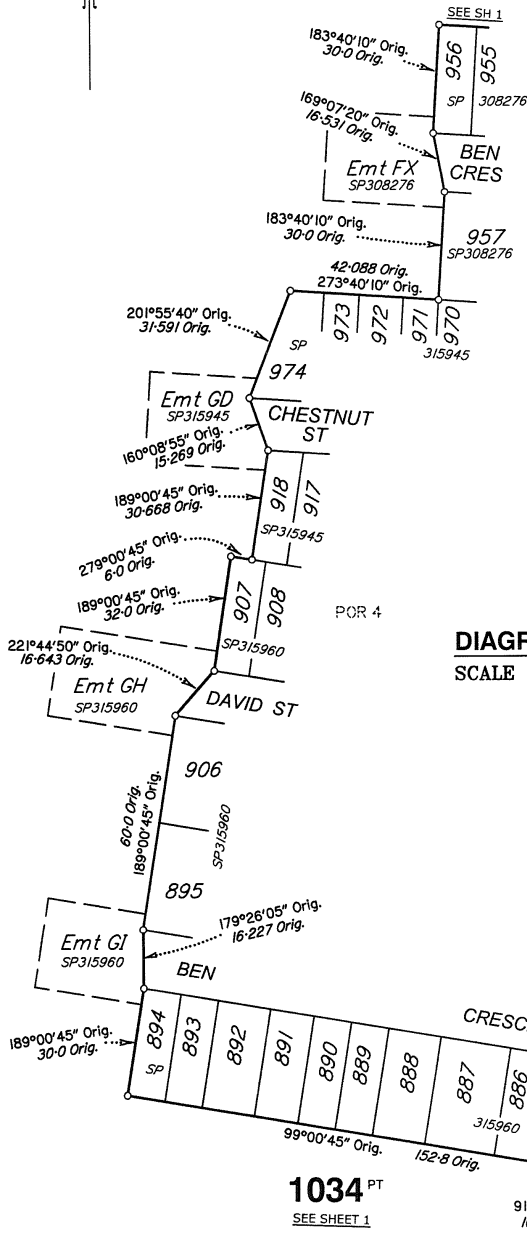 SEE SH 1
183°40'10" Orig.
30·0 Orig.
956
955
SP 308276
169°07'20" Orig.
16·531 Orig.
BEN
CRES
Emt FX
SP308276
183°40'10" Orig.
30·0 Orig.
957
SP308276
42·088 Orig.
273°40'10" Orig.
201°55'40" Orig.
31·591 Orig.
973
972
971
970
SP
315945
974
Emt GD
SP315945
CHESTNUT
ST
160°08'55" Orig.
15·269 Orig.
189°00'45" Orig.
30·668 Orig.
918
917
SP315945
279°00'45" Orig.
6·0 Orig.
189°00'45" Orig.
32·0 Orig.
907
908
POR 4
SP315960
DIAGR
SCALE
221°44'50" Orig.
16·643 Orig.
Emt GH
SP315960
DAVID ST
906
60·0 Orig.
189°00'45" Orig.
SP315960
895
179°26'05" Orig.
16·227 Orig.
Emt GI
SP315960
BEN
CRESC
189°00'45" Orig.
30·0 Orig.
894
893
892
891
890
889
888
887
886
SP
315960
99°00'45" Orig.
152·8 Orig.
1034 PT
SEE SHEET 1
91